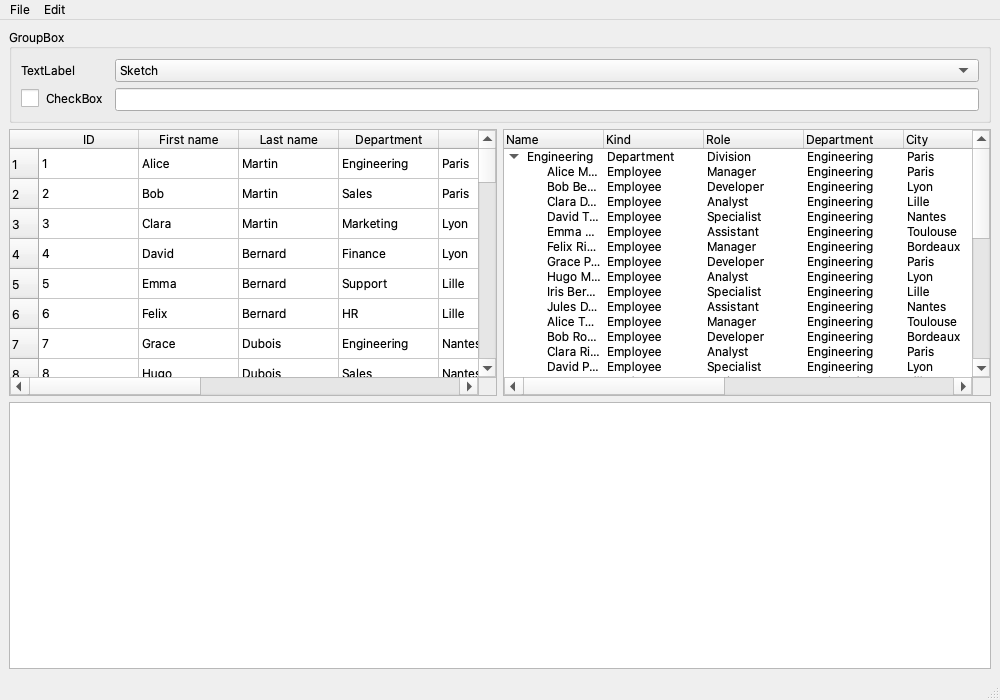 File Edit
GroupBox
TextLabel Sketch
CheckBox
ID First name Last name Department
1 1 Alice Martin Engineering Paris
2 2 Bob Martin Sales Paris
3 3 Clara Martin Marketing Lyon
4 4 David Bernard Finance Lyon
5 5 Emma Bernard Support Lille
6 6 Felix Bernard HR Lille
7 7 Grace Dubois Engineering Nantes
8 8 Hugo Dubois Sales Nantes
Name Kind Role Department City
Engineering Department Division Engineering Paris
Alice M... Employee Manager Engineering Paris
Bob Be... Employee Developer Engineering Lyon
Clara D... Employee Analyst Engineering Lille
David T... Employee Specialist Engineering Nantes
Emma ... Employee Assistant Engineering Toulouse
Felix Ri... Employee Manager Engineering Bordeaux
Grace P... Employee Developer Engineering Paris
Hugo M... Employee Analyst Engineering Lyon
Iris Ber... Employee Specialist Engineering Lille
Jules D... Employee Assistant Engineering Nantes
Alice T... Employee Manager Engineering Toulouse
Bob Ro... Employee Developer Engineering Bordeaux
Clara Ri... Employee Analyst Engineering Paris
David P... Employee Specialist Engineering Lyon